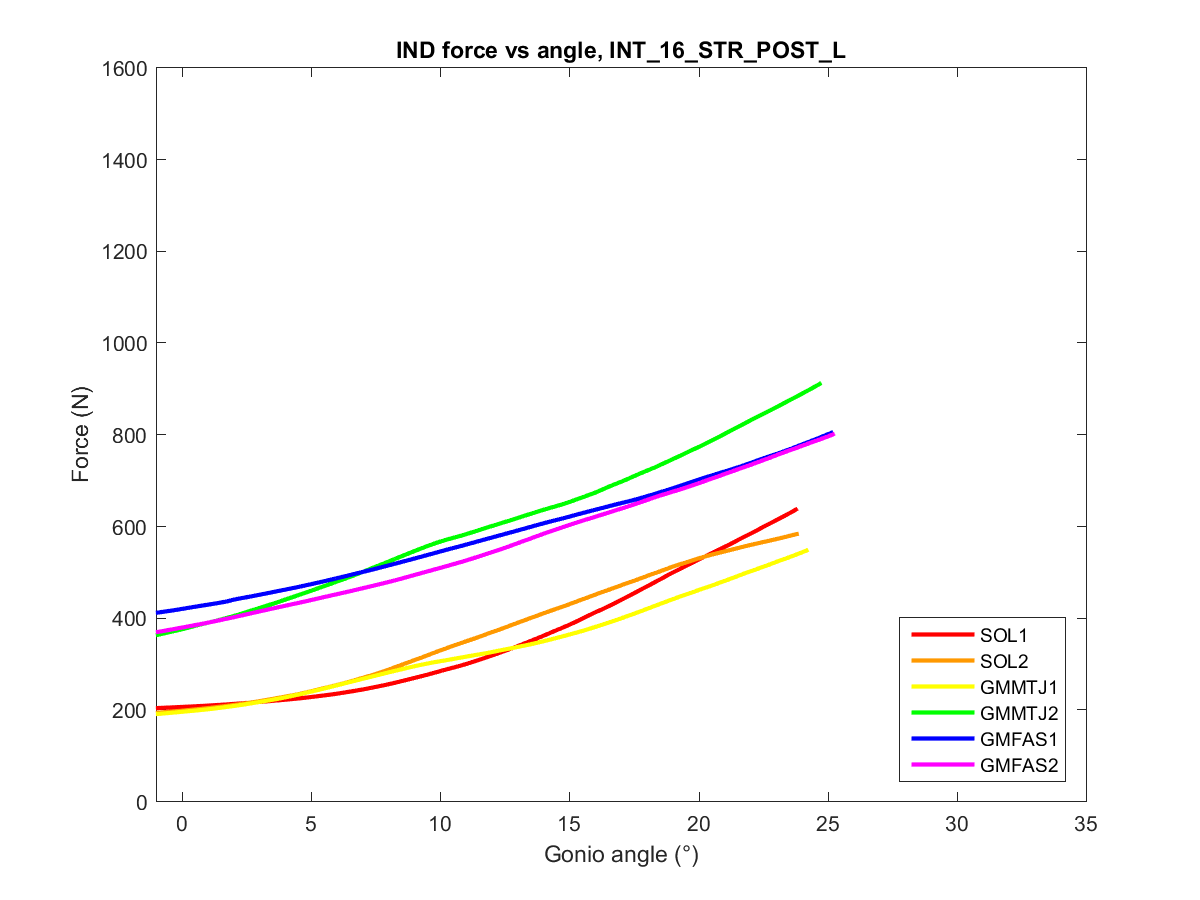 IND force vs angle, INT_16_STR_POST_L
1600
1400
1200
1000
800
600
400
200
0
Force (N)
0 5 10 15 20 25 30 35
Gonio angle (°)
SOL1
SOL2
GMMTJ1
GMMTJ2
GMFAS1
GMFAS2